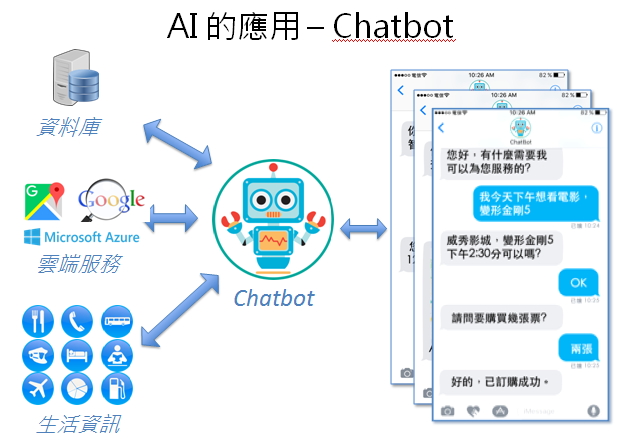 AI 的應用 – Chatbot
資料庫
G
Google
Microsoft Azure
雲端服務
生活資訊
Chatbot
電信
10:26 AM
82 %
電信
10:26 AM
82 %
電信
10:26 AM
82 %
Chatbot
您好，有什麼需要我
可以為您服務的?
我今天下午想看電影，
變形金剛5
已讀 10:24
威秀影城，變形金剛5
下午2:30分可以嗎?
OK
已讀 10:25
請問要購買幾張票?
兩張
已讀 10:25
好的，已訂購成功。
iMessage